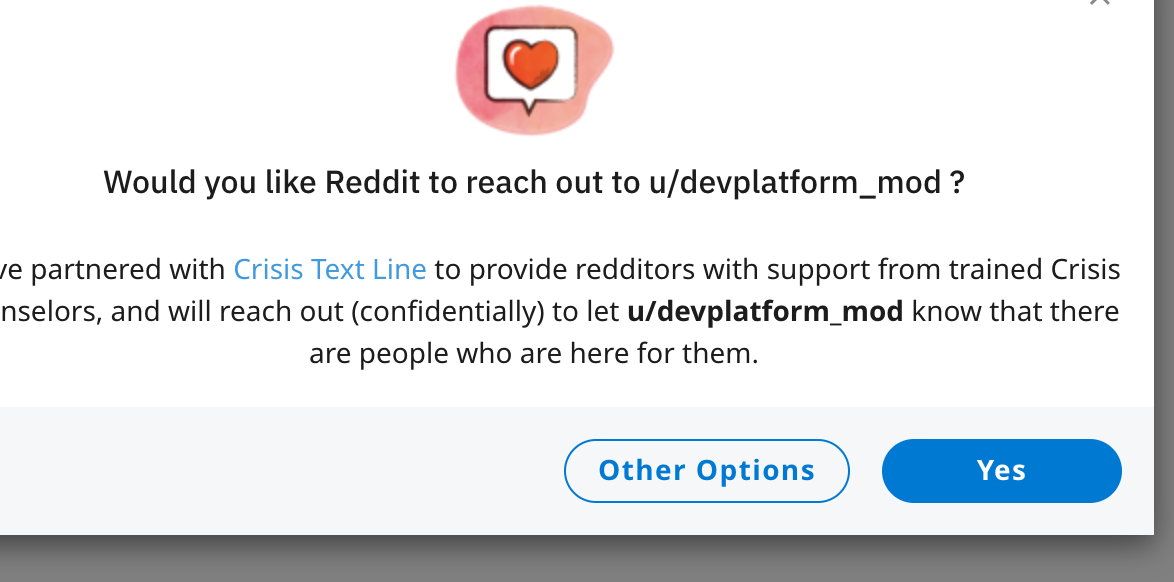 Would you like Reddit to reach out to u/devplatform_mod ?
ve partnered with Crisis Text Line to provide redditors with support from trained Crisis
nselors, and will reach out (confidentially) to let u/devplatform_mod know that there
are people who are here for them.
Other Options
Yes